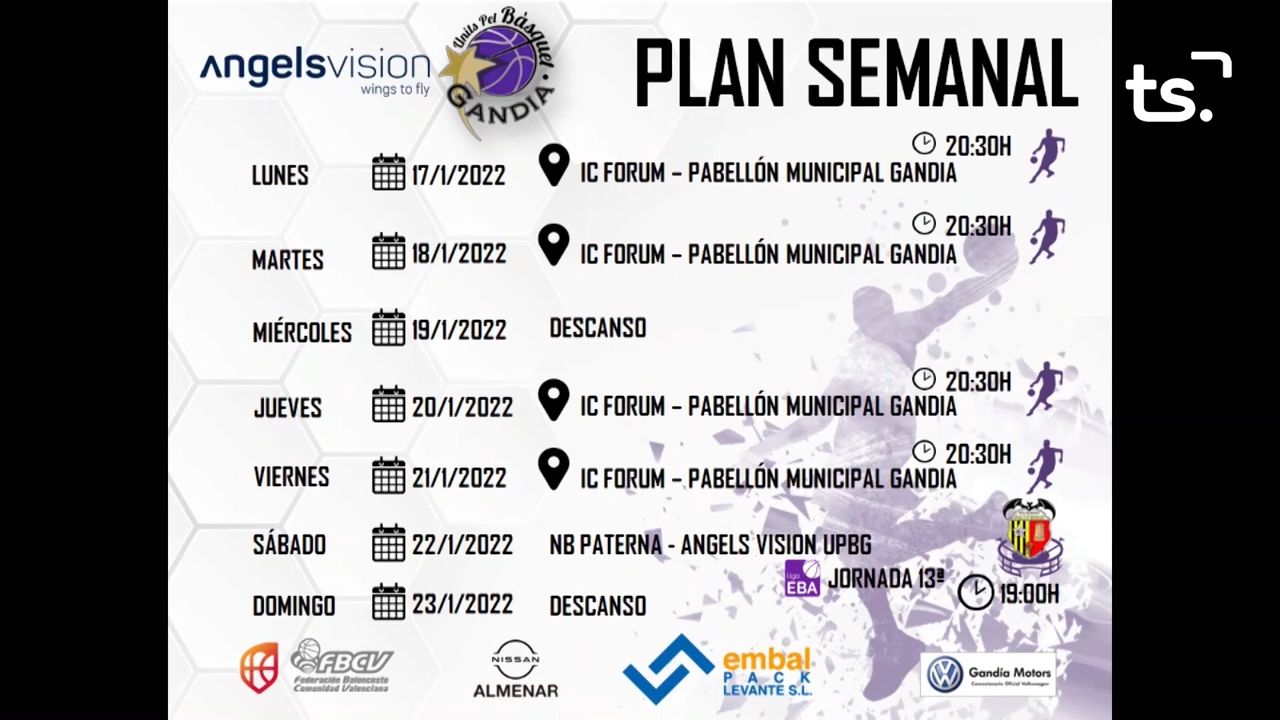 angelsvision
wings to fly
Units Pel Bàsquet
GANDIA
PLAN SEMANAL
ts.
LUNES 17/1/2022 IC FORUM – PABELLÓN MUNICIPAL GANDIA 20:30H
MARTES 18/1/2022 IC FORUM – PABELLÓN MUNICIPAL GANDIA 20:30H
MIÉRCOLES 19/1/2022 DESCANSO
JUEVES 20/1/2022 IC FORUM – PABELLÓN MUNICIPAL GANDIA 20:30H
VIERNES 21/1/2022 IC FORUM – PABELLÓN MUNICIPAL GANDIA 20:30H
SÁBADO 22/1/2022 NB PATERNA - ANGELS VISION UPBG
Liga EBA JORNADA 13ª 19:00H
DOMINGO 23/1/2022 DESCANSO
FBCV
Federación Baloncesto
Comunidad Valenciana
NISSAN
ALMENAR
embal
PACK
LEVANTE S.L.
Gandía Motors
Concesionario Oficial Volkswagen